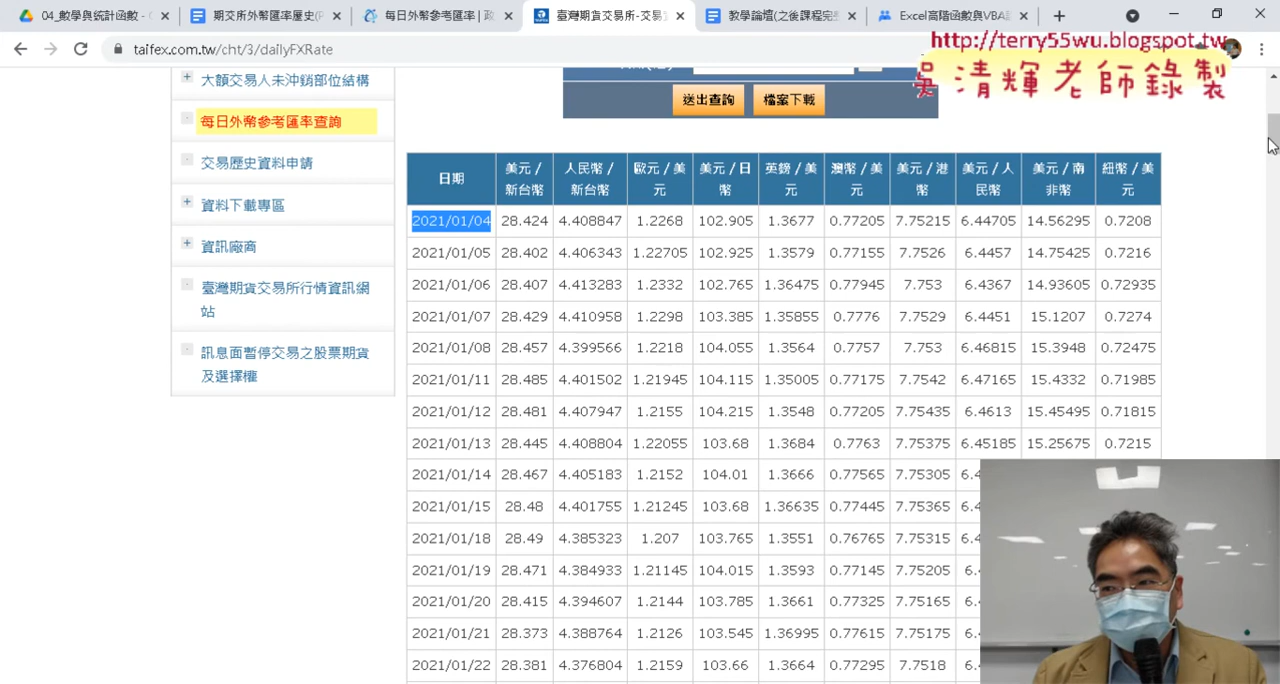 04_數學與統計函數 - G
期交所外幣匯率歷史(P
每日外幣參考匯率 | 政
臺灣期貨交易所-交易
教學論壇(之後課程完
Excel高階函數與VBA
taifex.com.tw/cht/3/dailyFXRate
http://terry55wu.blogspot.tw
吳清輝老師錄製
大額交易人未沖銷部位結構
每日外幣參考匯率查詢
交易歷史資料申請
資料下載專區
資訊廠商
臺灣期貨交易所行情資訊網
站
訊息面暫停交易之股票期貨
及選擇權
送出查詢 檔案下載
日期 美元/新台幣 人民幣/新台幣 歐元/美元 美元/日幣 英鎊/美元 澳幣/美元 美元/港幣 美元/人民幣 美元/南非幣 紐幣/美元
2021/01/04 28.424 4.408847 1.2268 102.905 1.3677 0.77205 7.75215 6.44705 14.56295 0.7208
2021/01/05 28.402 4.406343 1.22705 102.925 1.3579 0.77155 7.7526 6.4457 14.75425 0.7216
2021/01/06 28.407 4.413283 1.2332 102.765 1.36475 0.77945 7.753 6.4367 14.93605 0.72935
2021/01/07 28.429 4.410958 1.2298 103.385 1.35855 0.7776 7.7529 6.4451 15.1207 0.7274
2021/01/08 28.457 4.399566 1.2218 104.055 1.3564 0.7757 7.753 6.46815 15.3948 0.72475
2021/01/11 28.485 4.401502 1.21945 104.115 1.35005 0.77175 7.7542 6.47165 15.4332 0.71985
2021/01/12 28.481 4.407947 1.2155 104.215 1.3548 0.77205 7.75435 6.4613 15.45495 0.71815
2021/01/13 28.445 4.408804 1.22055 103.68 1.3684 0.7763 7.75375 6.45185 15.25675 0.7215
2021/01/14 28.467 4.405183 1.2152 104.01 1.3666 0.77565 7.75305 6.4
2021/01/15 28.48 4.401755 1.21245 103.68 1.36635 0.77445 7.75365 6.4
2021/01/18 28.49 4.385323 1.207 103.765 1.3551 0.76765 7.75315 6.4
2021/01/19 28.471 4.384933 1.21145 104.015 1.3593 0.77145 7.75205 6.4
2021/01/20 28.415 4.394607 1.2144 103.785 1.3661 0.77325 7.75165 6.4
2021/01/21 28.373 4.388764 1.2126 103.545 1.36995 0.77615 7.75175 6.4
2021/01/22 28.381 4.376804 1.2159 103.66 1.3664 0.77295 7.7518 6.4